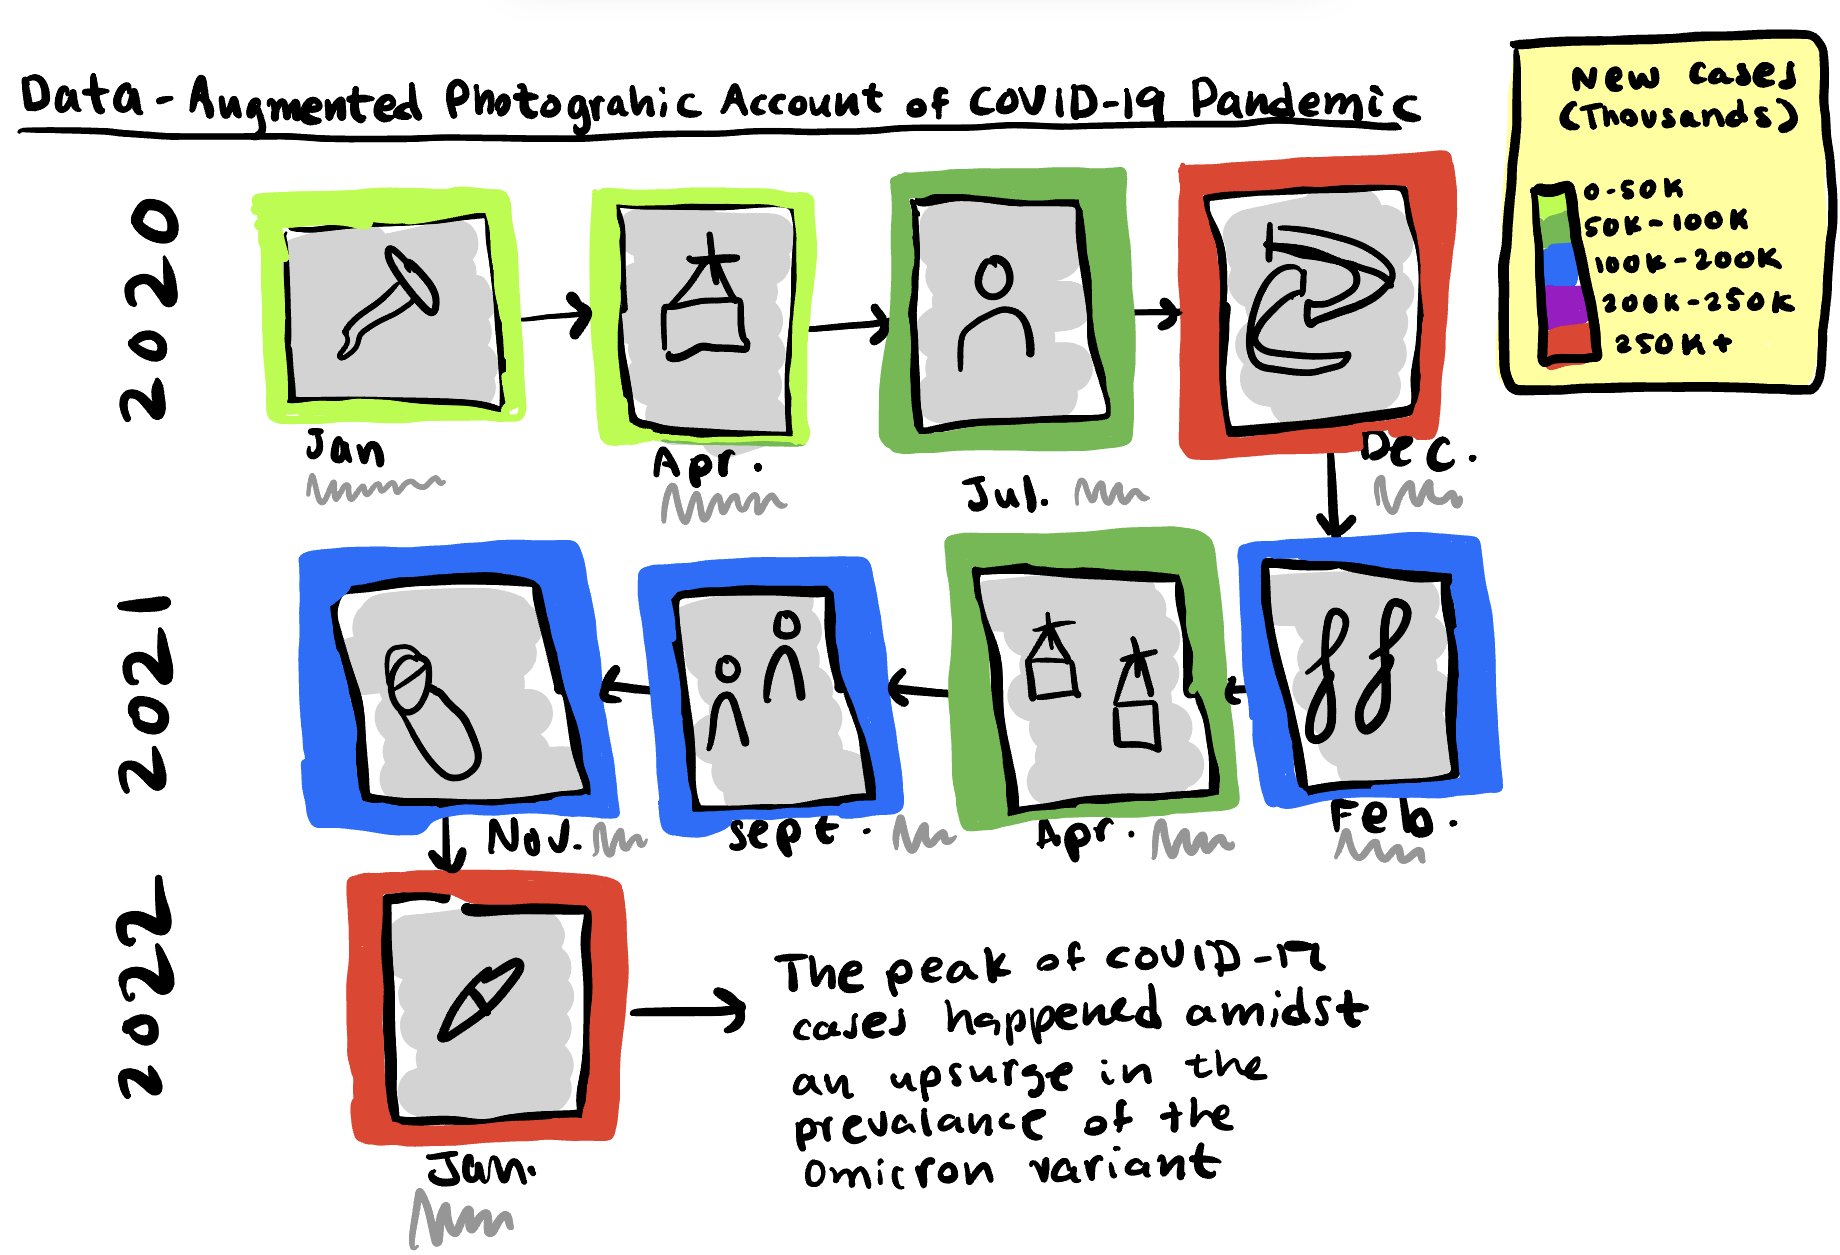 Data-Augmented Photograhic Account of COVID-19 Pandemic
New Cases
(Thousands)
0-50K
50K-100K
100K-200K
200K-250K
250K+
2020
Jan
Apr.
Jul.
Dec.
2021
Nov.
Sept.
Apr.
Feb.
2022
Jan.
The peak of COVID-19
cases happened amidst
an upsurge in the
prevalance of the
Omicron variant